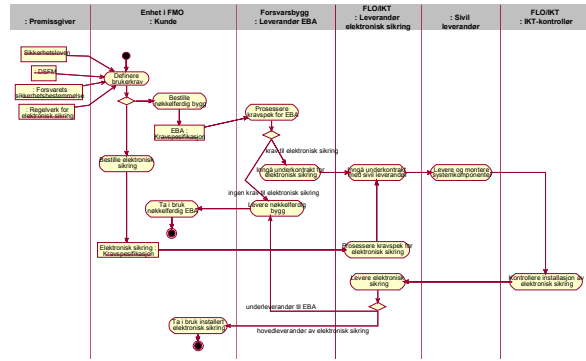 : Premissgiver
Enhet i FMO
: Kunde
Forsvarsbygg
: Leverandør EBA
FLO/IKT
: Leverandør
elektronisk sikring
: Sivil
leverandør
FLO/IKT
: IKT-kontrollør
Sikkerhetsloven
: DSFM
: Forsvarets
sikkerhetsbestemmelse
: Regelverk for
elektronisk sikring
Definere
brukerkrav
Bestille
nøkkelferdig bygg
EBA :
Kravspesifikasjon
Prosessere
kravspek for EBA
krav til elektronisk sikring
Bestille elektronisk
sikring
Inngå underkontrakt for
elektronisk sikring
Inngå underkontrakt
med sivil leverandør
Levere og montere
systemkomponenter
ingen krav til elektronisk sikring
Ta i bruk
nøkkelferdig EBA
Levere nøkkelferdig
bygg
Elektronisk sikring :
Kravspesifikasjon
Prosessere kravspek for
elektronisk sikring
Levere elektronisk
sikring
Kontrollere installasjon av
elektronisk sikring
underleverandør til EBA
Ta i bruk installert
elektronisk sikring
hovedleverandør av elektronisk sikring